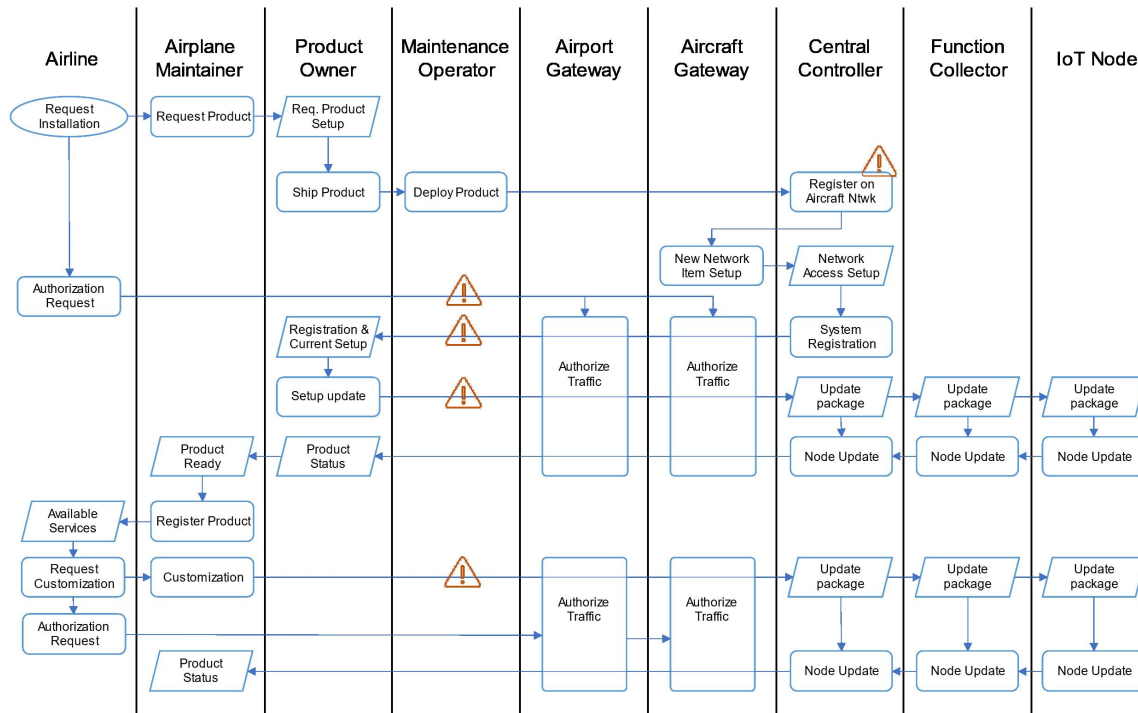 Airline
Airplane
Maintainer
Product
Owner
Maintenance
Operator
Airport
Gateway
Aircraft
Gateway
Central
Controller
Function
Collector
IoT Node
Request
Installation
Request Product
Req. Product
Setup
Ship Product
Deploy Product
Register on
Aircraft Ntwk
New Network
Item Setup
Network
Access Setup
Authorization
Request
Registration &
Current Setup
Authorize
Traffic
Authorize
Traffic
System
Registration
Setup update
Update
package
Update
package
Update
package
Product
Ready
Product
Status
Node Update
Node Update
Node Update
Available
Services
Register Product
Request
Customization
Customization
Authorize
Traffic
Authorize
Traffic
Update
package
Update
package
Update
package
Authorization
Request
Product
Status
Node Update
Node Update
Node Update